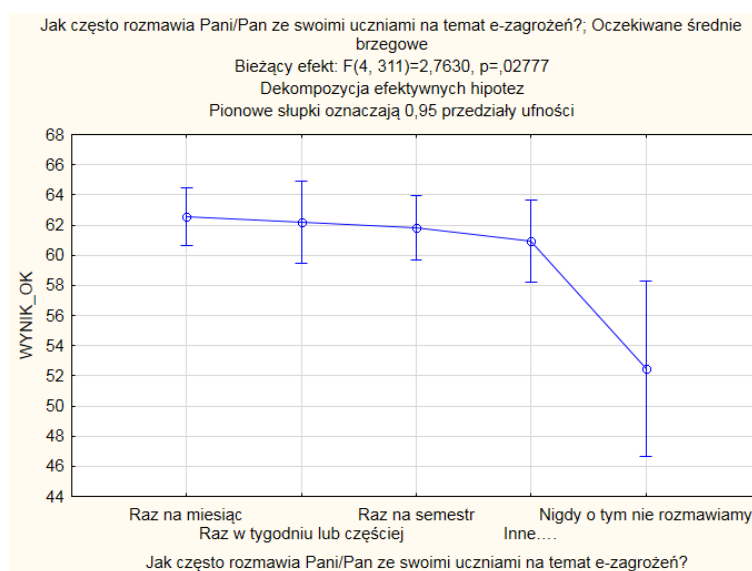 Jak często rozmawia Pani/Pan ze swoimi uczniami na temat e-zagrożeń?; Oczekiwane średnie
brzegowe
Bieżący efekt: F(4, 311)=2,7630, p=,02777
Dekompozycja efektywnych hipotez
Pionowe słupki oznaczają 0,95 przedziały ufności
68
66
64
62
60
58
56
54
52
50
48
46
44
WYNIK_OK
Raz na miesiąc Raz na semestr Nigdy o tym nie rozmawiamy
Raz w tygodniu lub częściej Inne….
Jak często rozmawia Pani/Pan ze swoimi uczniami na temat e-zagrożeń?